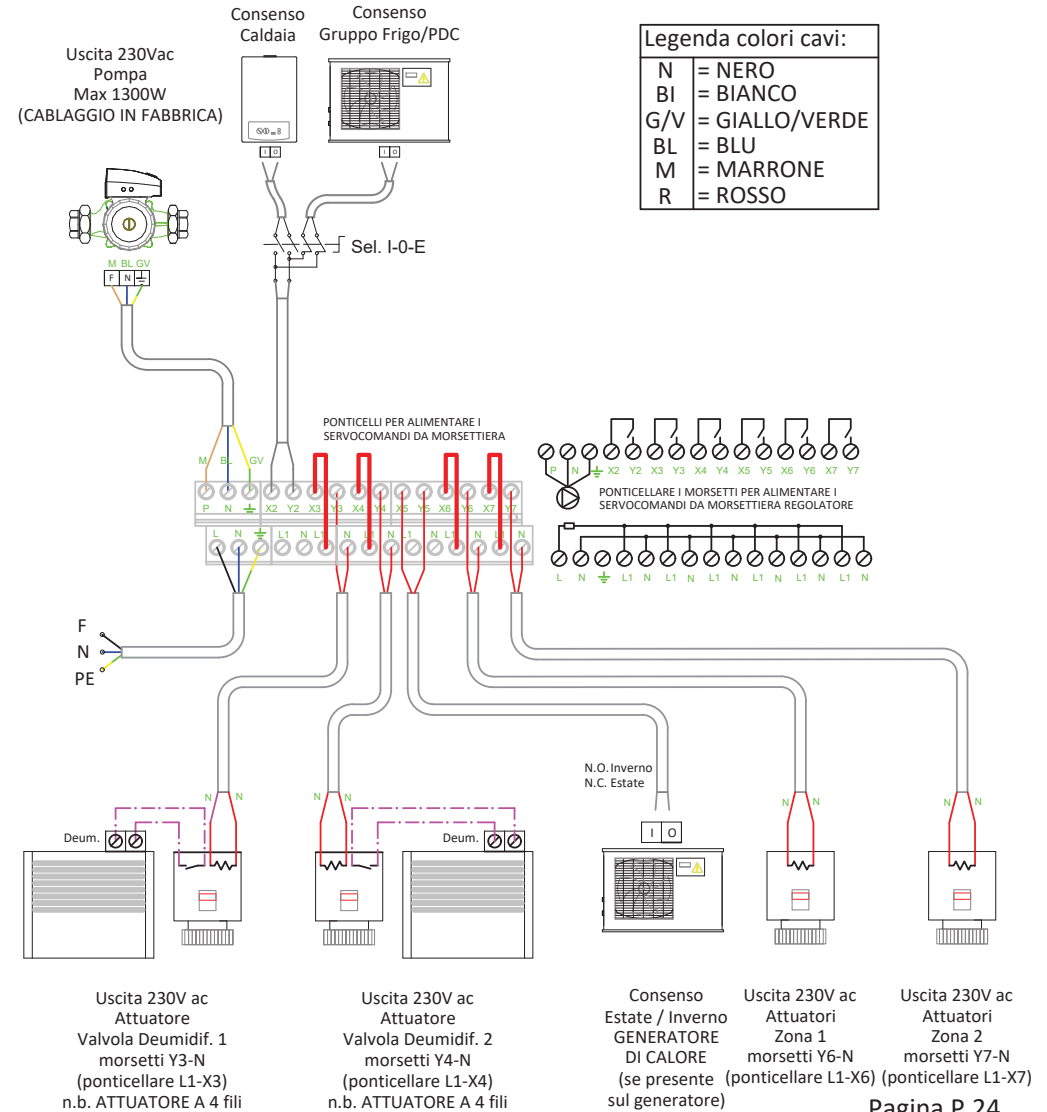 Consenso
Caldaia
Consenso
Gruppo Frigo/PDC
Uscita 230Vac
Pompa
Max 1300W
(CABLAGGIO IN FABBRICA)
Legenda colori cavi:
N = NERO
BI = BIANCO
G/V = GIALLO/VERDE
BL = BLU
M = MARRONE
R = ROSSO
I O
I O
Sel. I-0-E
M BL GV
F N
PONTICELLI PER ALIMENTARE I
SERVOCOMANDI DA MORSETTIERA
M BL GV
P N X2 Y2 X3 Y3 X4 Y4 X5 Y5 X6 Y6 X7 Y7
L N L1 N L1 N L1 N L1 N L1 N L1 N
P N X2 Y2 X3 Y3 X4 Y4 X5 Y5 X6 Y6 X7 Y7
PONTICELLARE I MORSETTI PER ALIMENTARE I
SERVOCOMANDI DA MORSETTIERA REGOLATORE
L N L1 N L1 N L1 N L1 N L1 N L1 N
F
N
PE
N.O. Inverno
N.C. Estate
N N
N N
N N
N N
Deum.
Deum.
I O
Uscita 230V ac
Attuatore
Valvola Deumidif. 1
morsetti Y3-N
(ponticellare L1-X3)
n.b. ATTUATORE A 4 fili
Uscita 230V ac
Attuatore
Valvola Deumidif. 2
morsetti Y4-N
(ponticellare L1-X4)
n.b. ATTUATORE A 4 fili
Consenso
Estate / Inverno
GENERATORE
DI CALORE
(se presente
sul generatore)
Uscita 230V ac
Attuatori
Zona 1
morsetti Y6-N
(ponticellare L1-X6)
Uscita 230V ac
Attuatori
Zona 2
morsetti Y7-N
(ponticellare L1-X7)
Pagina P.24